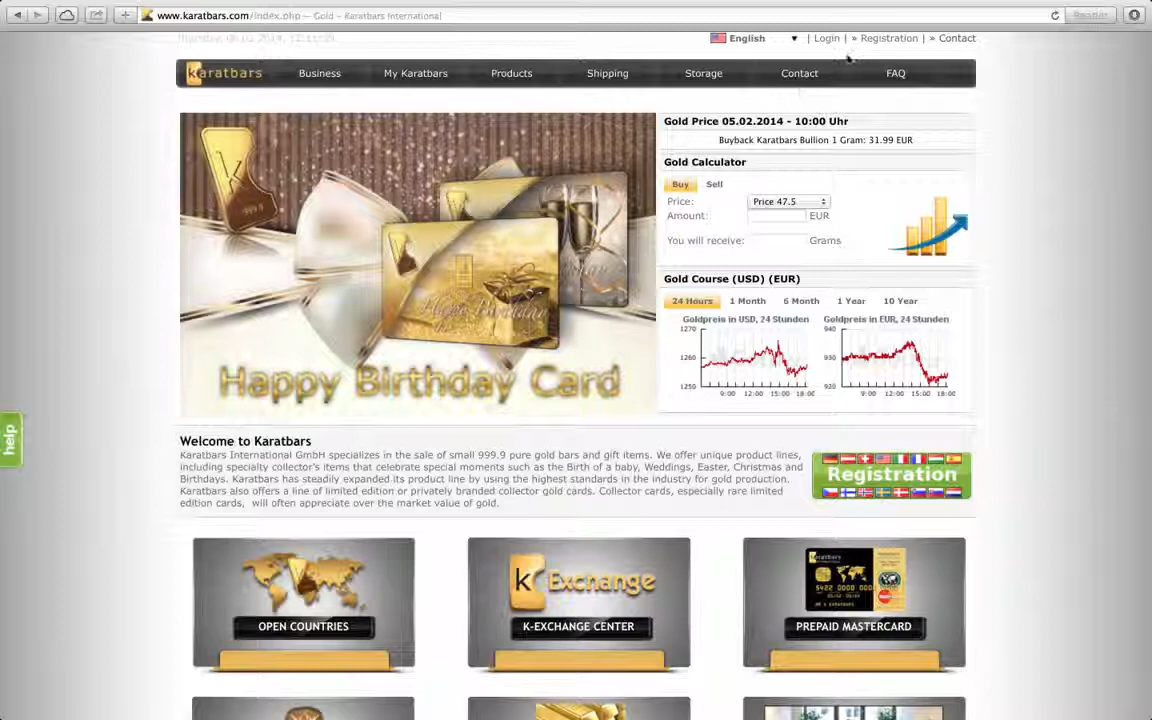 www.karatbars.com/index.php — Gold – Karatbars International
English | Login | » Registration | » Contact
karatbars Business My Karatbars Products Shipping Storage Contact FAQ
Gold Price 05.02.2014 - 10:00 Uhr
Buyback Karatbars Bullion 1 Gram: 31.99 EUR
Gold Calculator
Buy Sell
Price: Price 47.5
Amount: EUR
You will receive: Grams
Gold Course (USD) (EUR)
24 Hours 1 Month 6 Month 1 Year 10 Year
Goldpreis in USD, 24 Stunden
1270
1260
1250
9:00 12:00 15:00 18:00
Goldpreis in EUR, 24 Stunden
940
930
920
9:00 12:00 15:00 18:00
Happy Birthday
Happy Birthday Card
help
Welcome to Karatbars
Karatbars International GmbH specializes in the sale of small 999.9 pure gold bars and gift items. We offer unique product lines,
including specialty collector's items that celebrate special moments such as the Birth of a baby, Weddings, Easter, Christmas and
Birthdays. Karatbars has steadily expanded its product line by using the highest standards in the industry for gold production.
Karatbars also offers a line of limited edition or privately branded collector gold cards. Collector cards, especially rare limited
edition cards, will often appreciate over the market value of gold.
Registration
OPEN COUNTRIES
k Exchange
K-EXCHANGE CENTER
Karatbars
PREPAID MASTERCARD